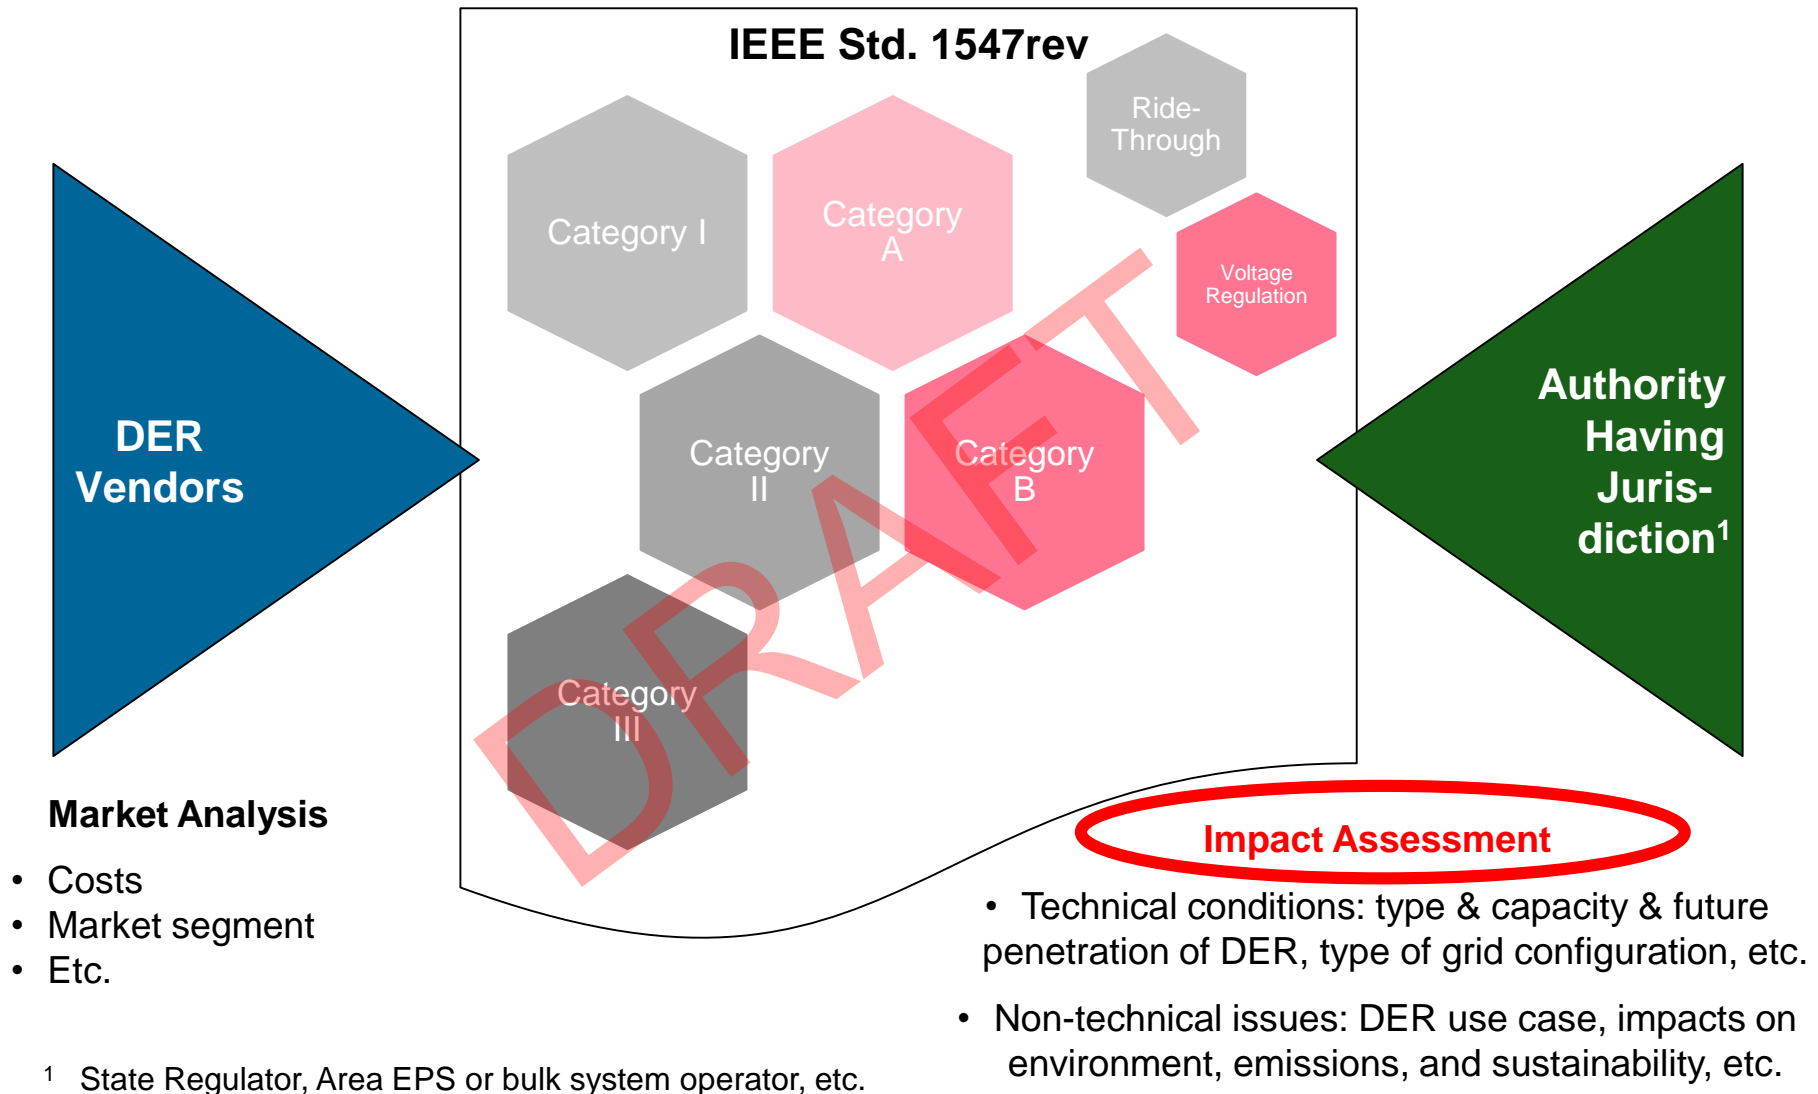 IEEE Std. 1547rev
Ride-
Through
Category I
Category
A
Voltage
Regulation
Category
II
Category
B
Category
III
DRAFT
DER
Vendors
Authority
Having
Juris-
diction¹
Market Analysis
• Costs
• Market segment
• Etc.
Impact Assessment
• Technical conditions: type & capacity & future
penetration of DER, type of grid configuration, etc.
• Non-technical issues: DER use case, impacts on
environment, emissions, and sustainability, etc.
¹ State Regulator, Area EPS or bulk system operator, etc.